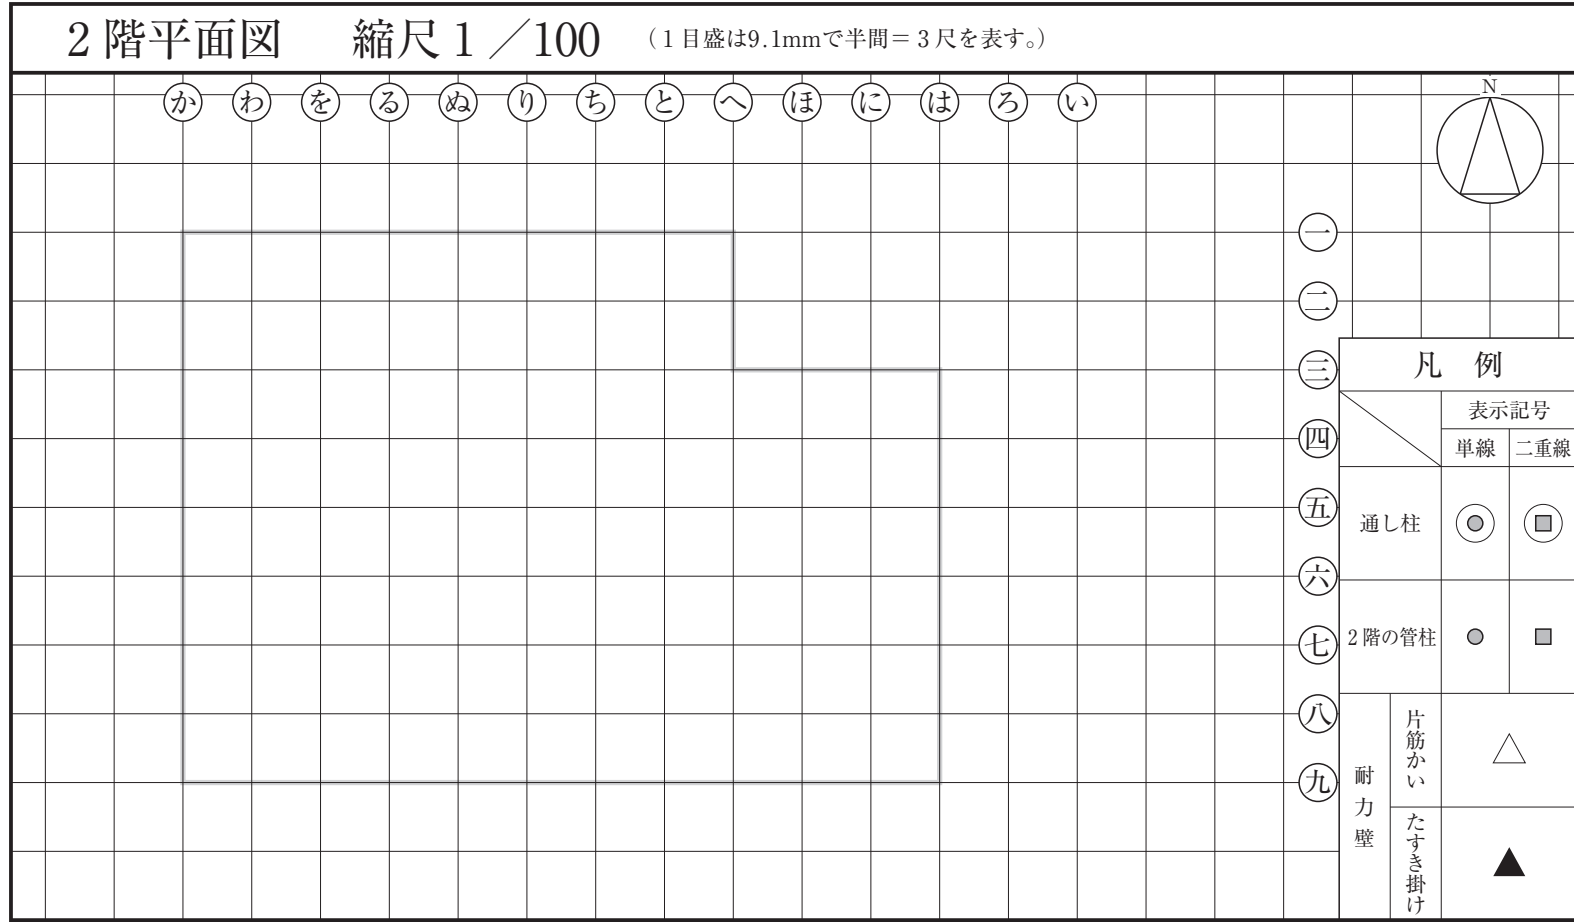 ２階平面図　縮尺１／100　（１目盛は9.1mmで半間＝３尺を表す。）
か わ を る ぬ り ち と へ ほ に は ろ い
N
一
二
三
四
五
六
七
八
九
凡 例
表示記号
単線 二重線
通し柱
２階の管柱
耐力壁
片筋かい
たすき掛け